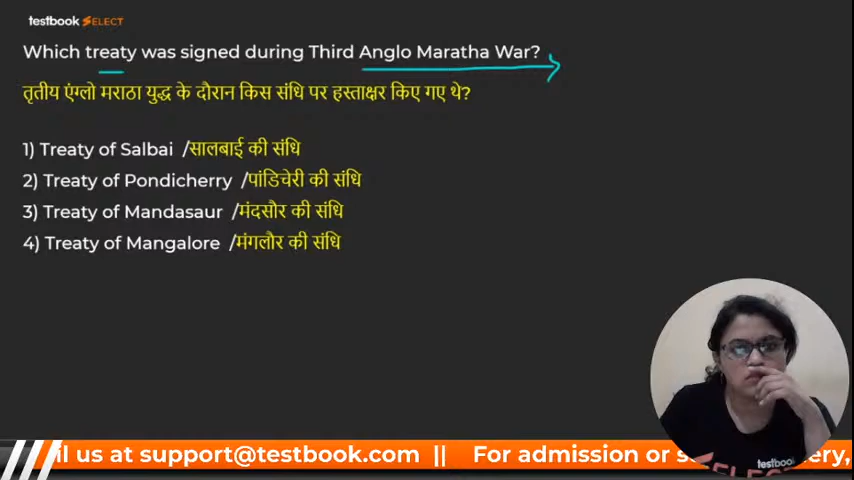 testbook SELECT
Which treaty was signed during Third Anglo Maratha War?
तृतीय एंग्लो मराठा युद्ध के दौरान किस संधि पर हस्ताक्षर किए गए थे?
1) Treaty of Salbai /सालबाई की संधि
2) Treaty of Pondicherry /पांडिचेरी की संधि
3) Treaty of Mandasaur /मंदसौर की संधि
4) Treaty of Mangalore /मंगलौर की संधि
testbook
us at support@testbook.com || For admission or